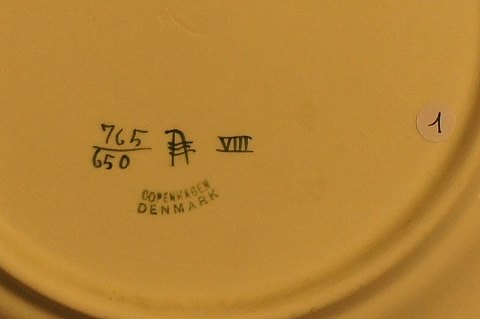 765
650
VIII
COPENHAGEN
DENMARK
1